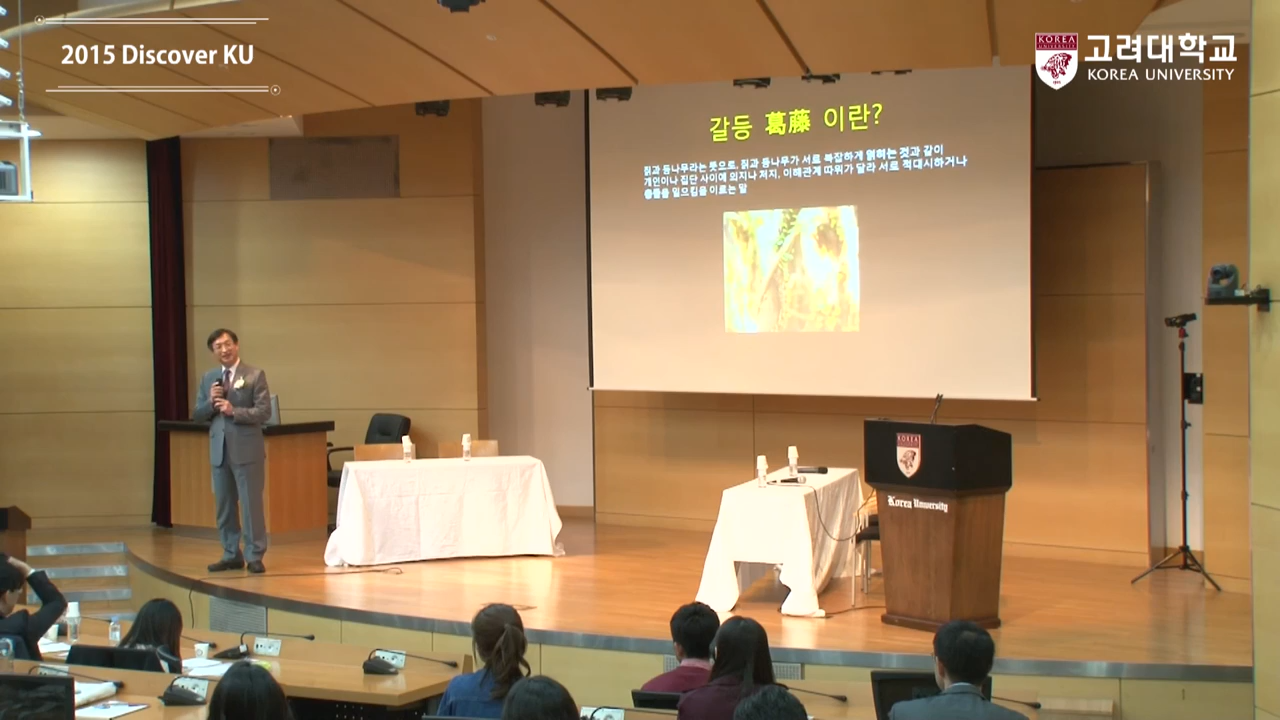 2015 Discover KU
KOREA
UNIVERSITY
고려대학교
KOREA UNIVERSITY
갈등 葛藤 이란?
칡과 등나무라는 뜻으로, 칡과 등나무가 서로 복잡하게 얽히는 것과 같이
개인이나 집단 사이에 의지나 처지, 이해관계 따위가 달라 서로 적대시하거나
충돌을 일으킴을 이르는 말
KOREA
Korea University